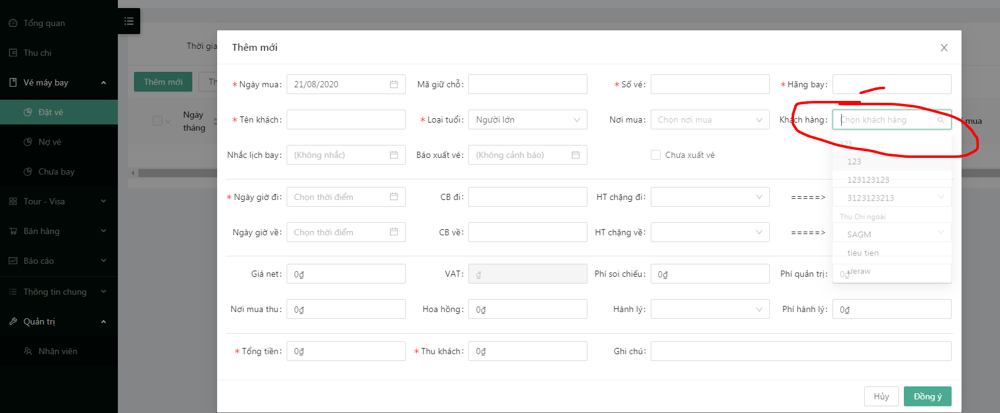 Tổng quan
Thu chi
Vé máy bay
Đặt vé
Nợ vé
Chưa bay
Tour - Visa
Bán hàng
Báo cáo
Thông tin chung
Quản trị
Nhân viên
Thời gia
Thêm mới
Th
Ngày
tháng
mua
Thêm mới
* Ngày mua: 21/08/2020 Mã giữ chỗ: * Số vé: * Hãng bay:
* Tên khách: * Loại tuổi: Người lớn Nơi mua: Chọn nơi mua Khách hàng: Chọn khách hàng
Nhắc lịch bay: (Không nhắc) Báo xuất vé: (Không cảnh báo) Chưa xuất vé
123
123
123123123
3123123213
Thu Chi ngoài
SAGM
tieu tien
* Ngày giờ đi: Chọn thời điểm CB đi: HT chặng đi: =====>
Ngày giờ về: Chọn thời điểm CB về: HT chặng về: =====>
Giá net: 0₫ VAT: ₫ Phí soi chiếu: 0₫ Phí quản trị: 0₫
Nơi mua thu: 0₫ Hoa hồng: 0₫ Hành lý: Phí hành lý: 0₫
* Tổng tiền: 0₫ * Thu khách: 0₫ Ghi chú:
Hủy Đồng ý